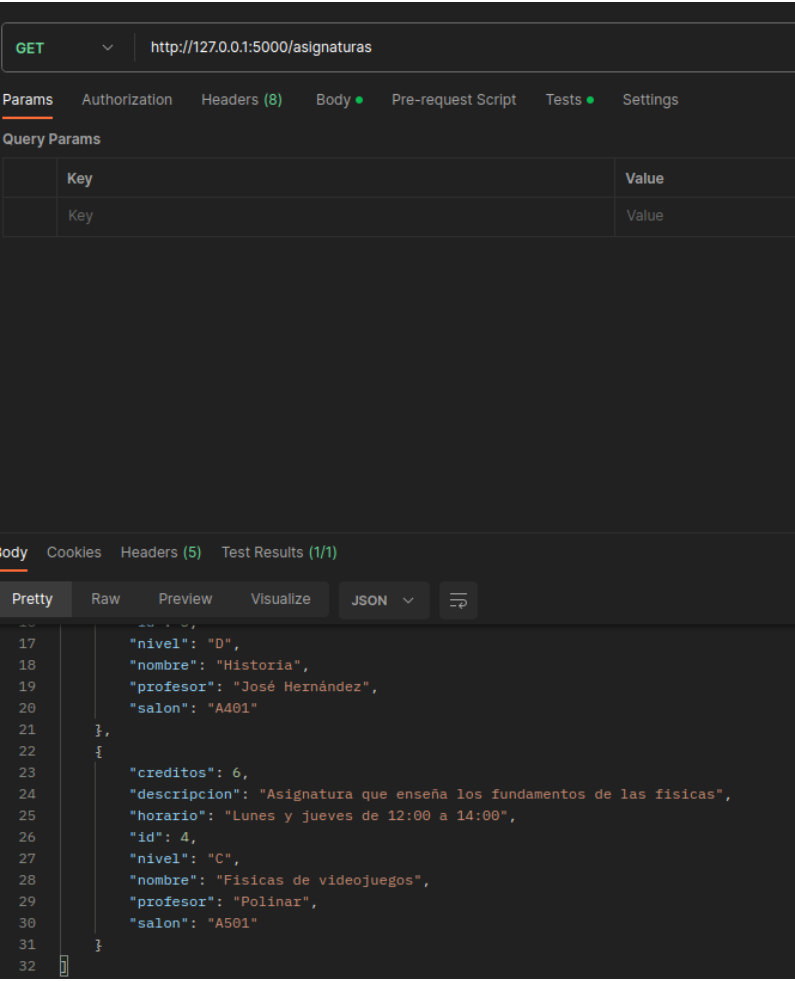 GET http://127.0.0.1:5000/asignaturas
Params Authorization Headers (8) Body Pre-request Script Tests Settings
Query Params
Key Value
Key Value
Body Cookies Headers (5) Test Results (1/1)
Pretty Raw Preview Visualize JSON
17 "nivel": "D",
18 "nombre": "Historia",
19 "profesor": "José Hernández",
20 "salon": "A401"
21 },
22 {
23 "creditos": 6,
24 "descripcion": "Asignatura que enseña los fundamentos de las fisicas",
25 "horario": "Lunes y jueves de 12:00 a 14:00",
26 "id": 4,
27 "nivel": "C",
28 "nombre": "Fisicas de videojuegos",
29 "profesor": "Polinar",
30 "salon": "A501"
31 }
32 ]